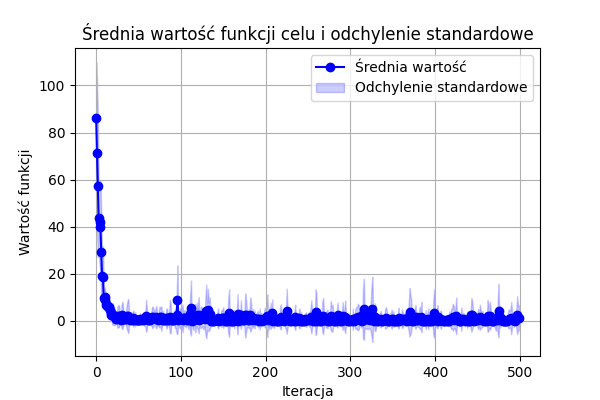 Średnia wartość funkcji celu i odchylenie standardowe
Średnia wartość
Odchylenie standardowe
Wartość funkcji
100
80
60
40
20
0
0 100 200 300 400 500
Iteracja